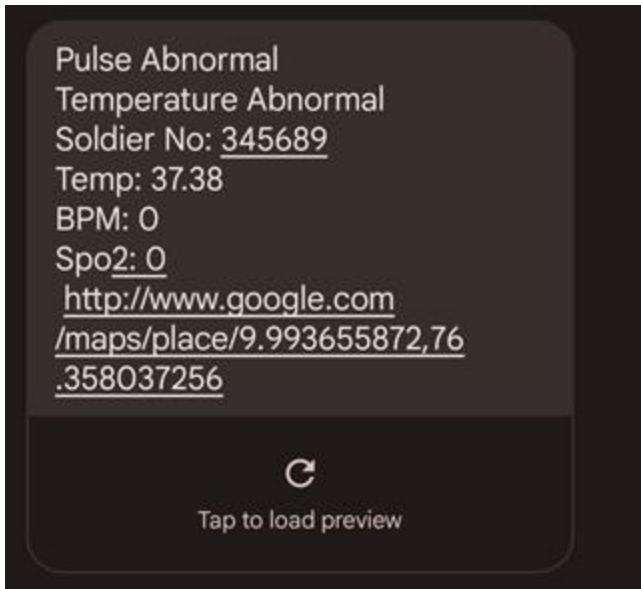 Pulse Abnormal
Temperature Abnormal
Soldier No: 345689
Temp: 37.38
BPM: 0
Spo2: 0
http://www.google.com
/maps/place/9.993655872,76
.358037256
Tap to load preview